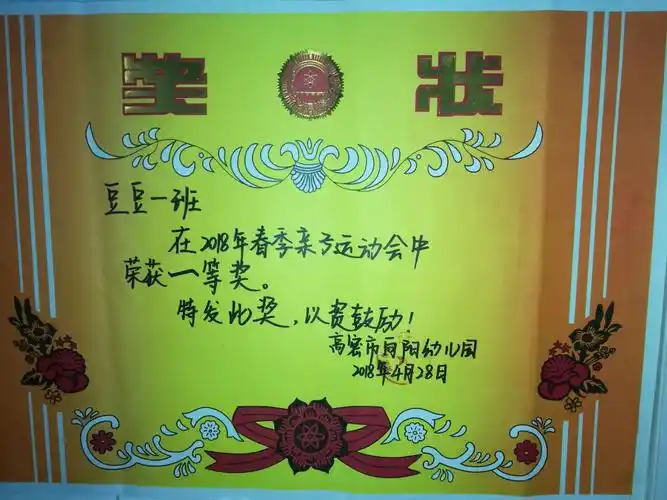 奖状
豆豆一班
在2018年春季亲子运动会中
荣获一等奖。
特发此奖,以资鼓励!
高密市向阳幼儿园
2018年4月28日